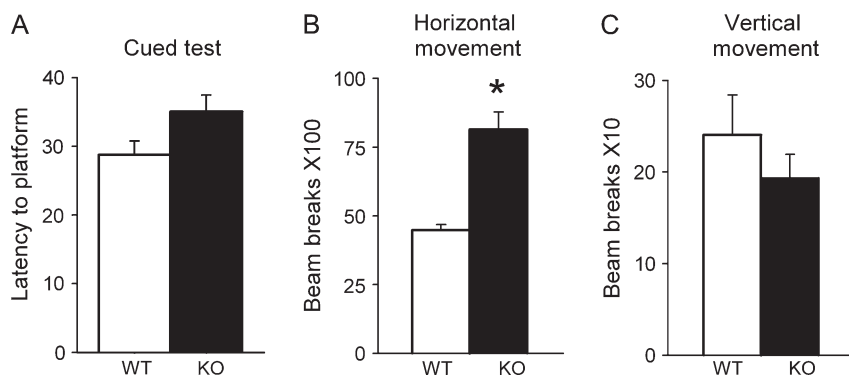 A
Cued test
Latency to platform
40
30
20
10
0
WT KO
B
Horizontal
movement
Beam breaks X100
100
75
50
25
0
*
WT KO
C
Vertical
movement
Beam breaks X10
30
20
10
0
WT KO